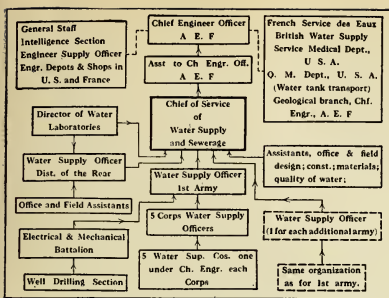 General Staff
Intelligence Section
Engineer Supply Officer
Engr. Depots & Shops in
U. S. and France
Chief Engineer Officer
A E F
French Service des Eaux
British Water Supply
Service Medical Dept.,
U. S. A.
Q. M. Dept., U. S. A.
(Water tank transport)
Geological branch, Chf.
Engr., A. E. F
Asst to Ch Engr. Off.
A. E. F
Director of Water
Laboratories
Chief of Service
of
Water Supply
and Sewerage
Water Supply Officer
Dist. of the Rear
Assistants, office & field
design; const.; materials;
quality of water;
Office and Field Assistants
Water Supply Officer
1st Army
Electrical & Mechanical
Battalion
5 Corps Water Supply
Officers
Water Supply Officer
(1 for each additional army)
Well Drilling Section
5 Water Sup. Cos. one
under Ch. Engr. each
Corps
Same organization
as for 1st army.